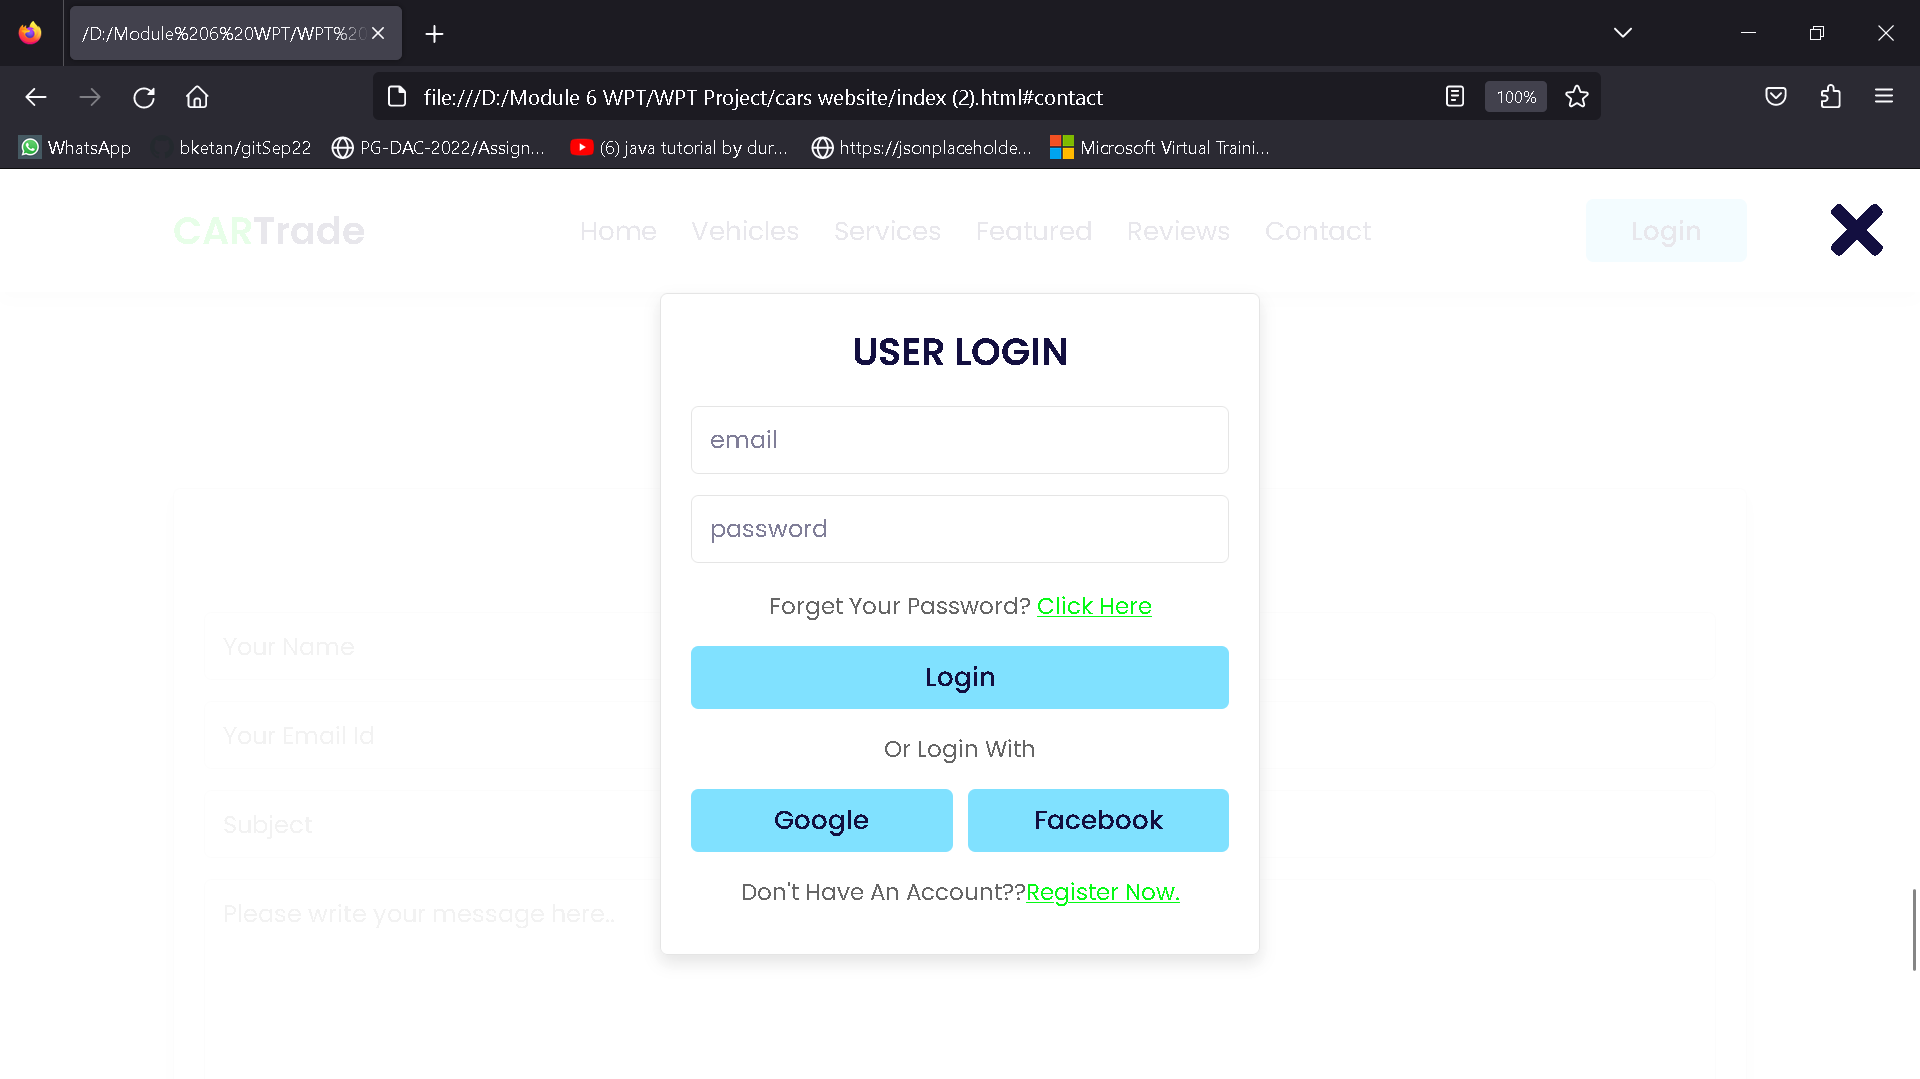 /D:/Module%206%20WPT/WPT%20
file:///D:/Module 6 WPT/WPT Project/cars website/index (2).html#contact
100%
WhatsApp
bketan/gitSep22
PG-DAC-2022/Assign...
(6) java tutorial by dur...
https://jsonplaceholde...
Microsoft Virtual Traini...
CARTrade
Home
Vehicles
Services
Featured
Reviews
Contact
Login
USER LOGIN
email
password
Forget Your Password? Click Here
Login
Or Login With
Google
Facebook
Don't Have An Account??Register Now.
Your Name
Your Email Id
Subject
Please write your message here..